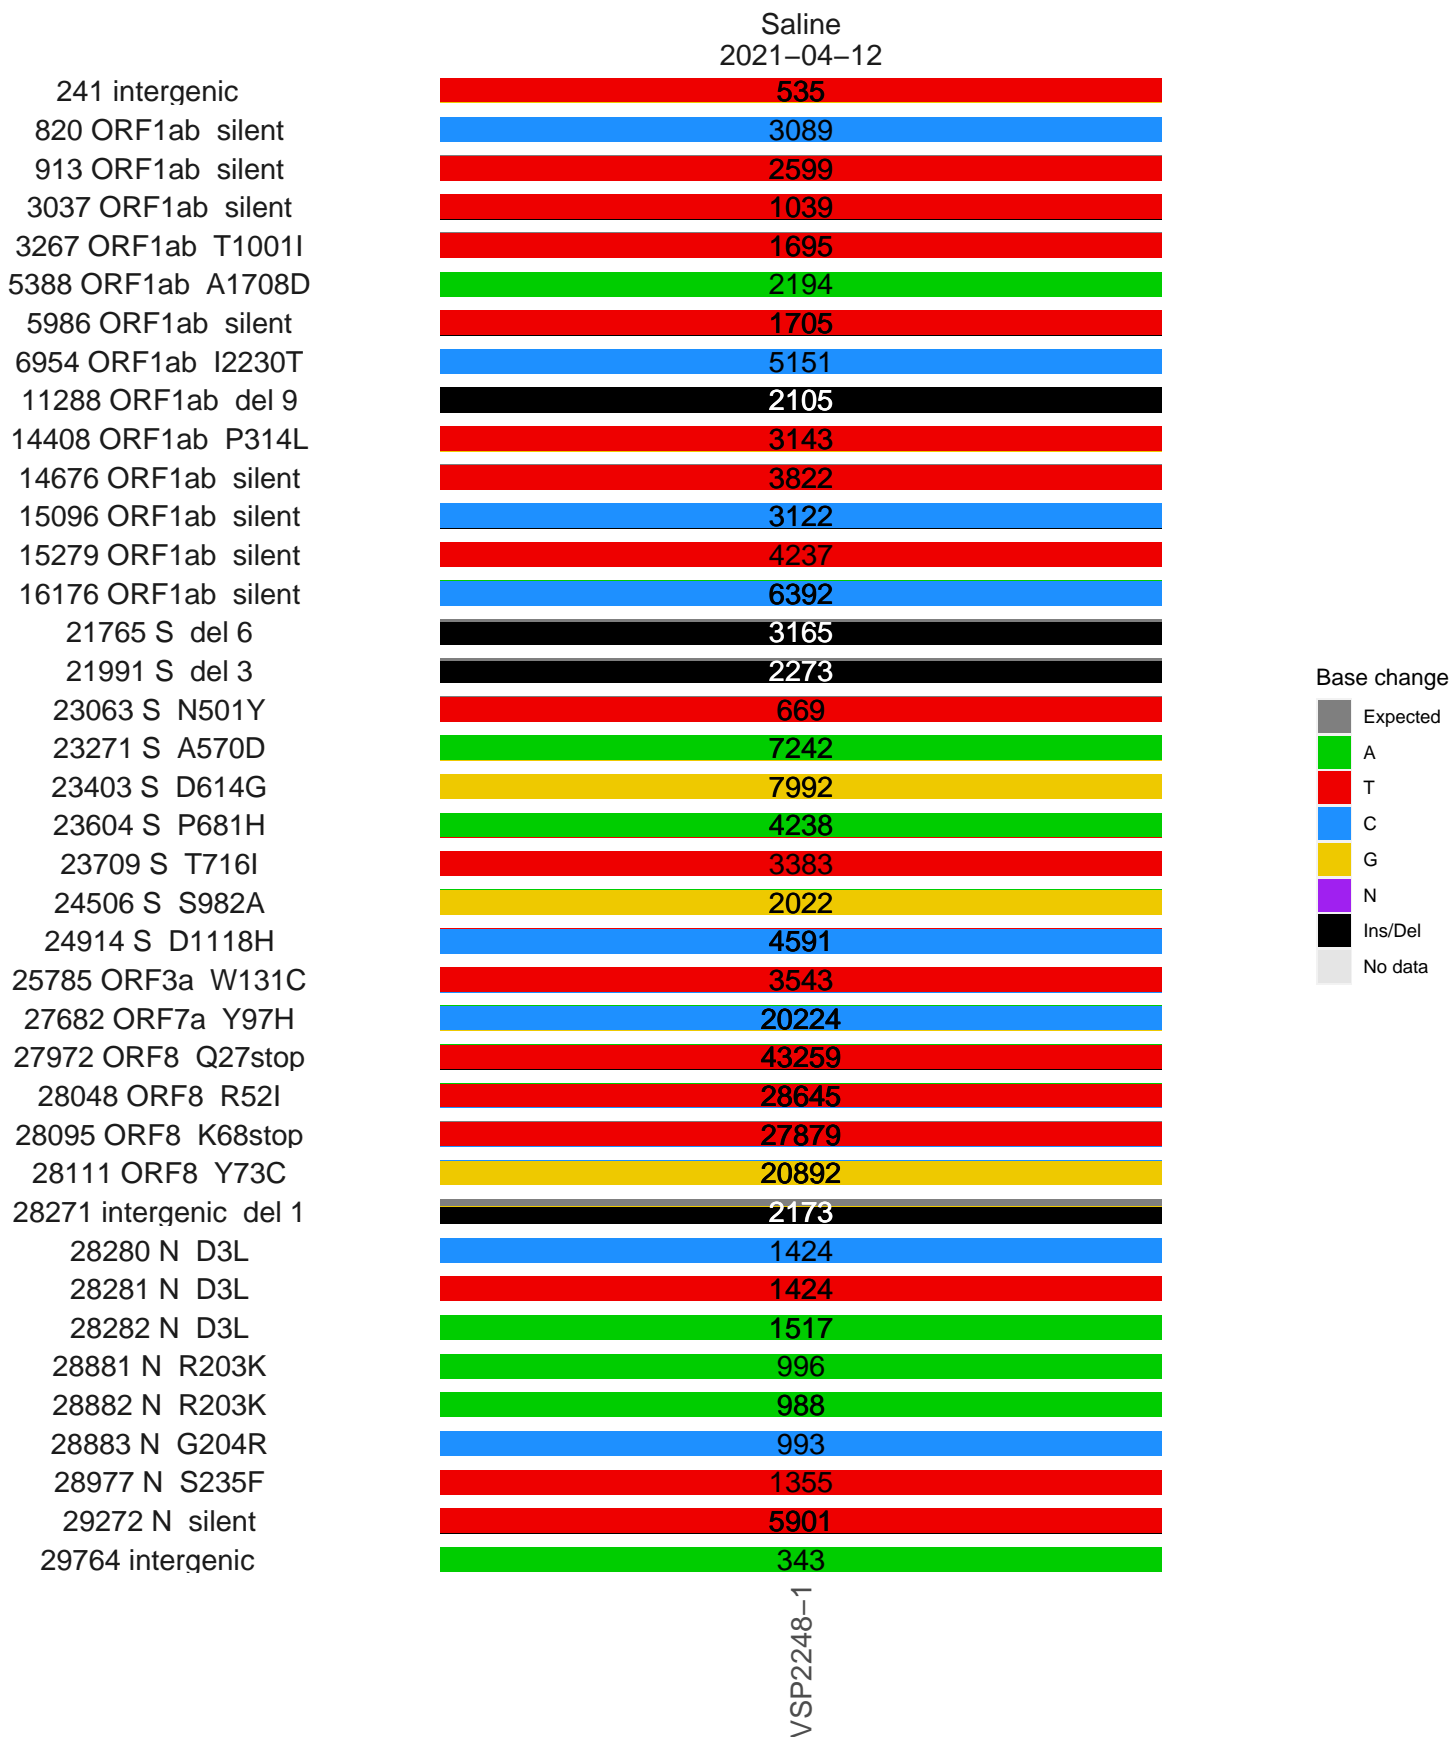 Saline
2021−04−12
241 intergenic 535
820 ORF1ab silent 3089
913 ORF1ab silent 2599
3037 ORF1ab silent 1039
3267 ORF1ab T1001I 1695
5388 ORF1ab A1708D 2194
5986 ORF1ab silent 1705
6954 ORF1ab I2230T 5151
11288 ORF1ab del 9 2105
14408 ORF1ab P314L 3143
14676 ORF1ab silent 3822
15096 ORF1ab silent 3122
15279 ORF1ab silent 4237
16176 ORF1ab silent 6392
21765 S del 6 3165
21991 S del 3 2273
23063 S N501Y 669
23271 S A570D 7242
23403 S D614G 7992
23604 S P681H 4238
23709 S T716I 3383
24506 S S982A 2022
24914 S D1118H 4591
25785 ORF3a W131C 3543
27682 ORF7a Y97H 20224
27972 ORF8 Q27stop 43259
28048 ORF8 R52I 28645
28095 ORF8 K68stop 27879
28111 ORF8 Y73C 20892
28271 intergenic del 1 2173
28280 N D3L 1424
28281 N D3L 1424
28282 N D3L 1517
28881 N R203K 996
28882 N R203K 988
28883 N G204R 993
28977 N S235F 1355
29272 N silent 5901
29764 intergenic 343
VSP2248−1
Base change
Expected
A
T
C
G
N
Ins/Del
No data